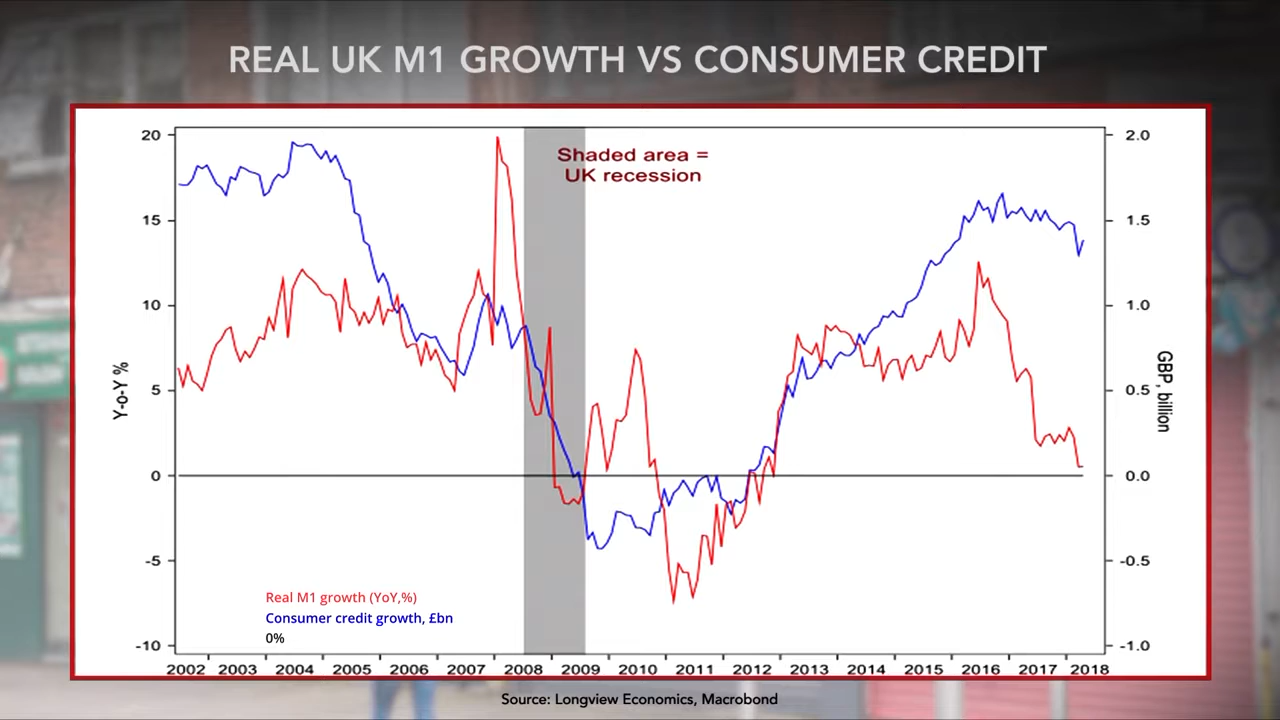 REAL UK M1 GROWTH VS CONSUMER CREDIT
Shaded area =
UK recession
20
15
10
5
0
-5
-10
Y-o-Y %
2.0
1.5
1.0
0.5
0.0
-0.5
-1.0
GBP, billion
Real M1 growth (YoY,%)
Consumer credit growth, £bn
0%
2002 2003 2004 2005 2006 2007 2008 2009 2010 2011 2012 2013 2014 2015 2016 2017 2018
Source: Longview Economics, Macrobond